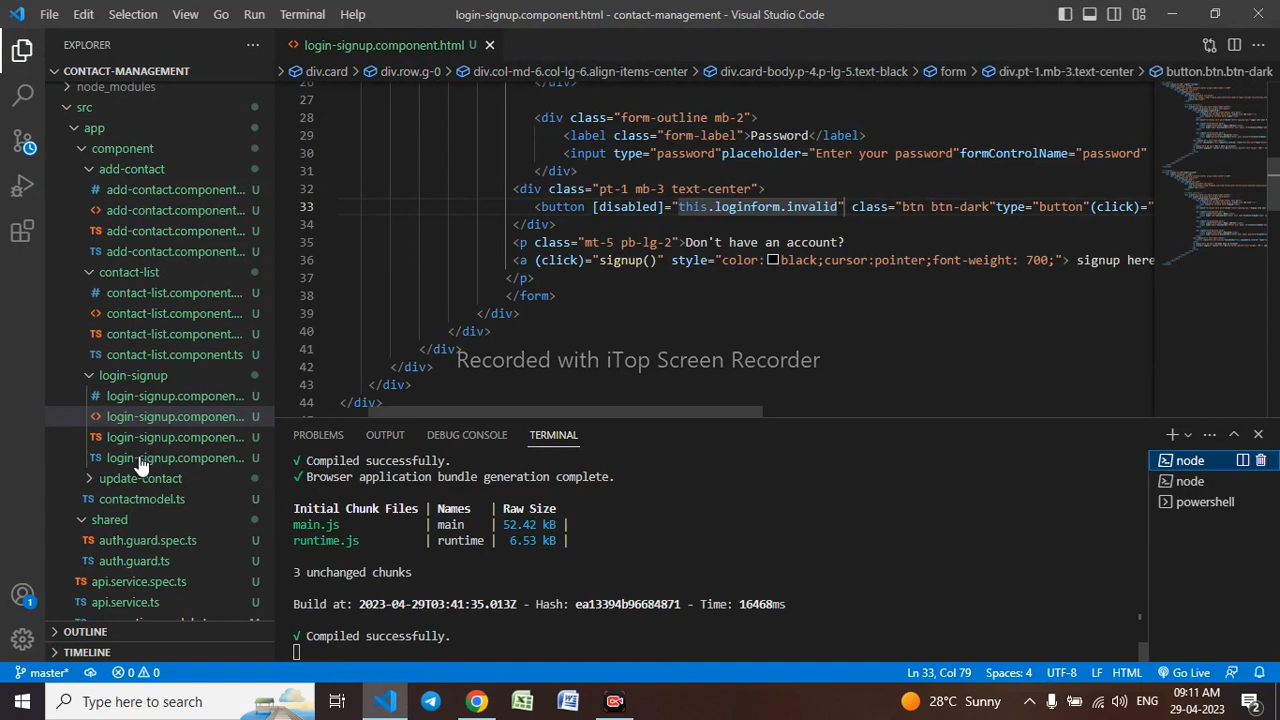 File Edit Selection View Go Run Terminal Help
login-signup.component.html - contact-management - Visual Studio Code
EXPLORER
CONTACT-MANAGEMENT
node_modules
src
app
component
add-contact
add-contact.component....
add-contact.component....
add-contact.component....
add-contact.component....
contact-list
contact-list.component....
contact-list.component....
contact-list.component....
contact-list.component.ts
login-signup
login-signup.componen...
login-signup.componen...
login-signup.componen...
login-signup.componen...
update-contact
contactmodel.ts
shared
auth.guard.spec.ts
auth.guard.ts
api.service.spec.ts
api.service.ts
OUTLINE
TIMELINE
login-signup.component.html U
div.card > div.row.g-0 > div.col-md-6.col-lg-6.align-items-center > div.card-body.p-4.p-lg-5.text-black > form > div.pt-1.mb-3.text-center > button.btn.btn-dark
26 </div>
27
28 <div class="form-outline mb-2">
29 <label class="form-label">Password</label>
30 <input type="password"placeholder="Enter your password"formControlName="password"
31 </div>
32 <div class="pt-1 mb-3 text-center">
33 <button [disabled]="this.loginform.invalid" class="btn btn-dark"type="button"(click)="
34 </div>
35 <p class="mt-5 pb-lg-2">Don't have an account?
36 <a (click)="signup()" style="color:black;cursor:pointer;font-weight: 700;"> signup here
37 </p>
38 </form>
39 </div>
40 </div>
41 </div>
42 </div>
43 </div>
44 </div>
Recorded with iTop Screen Recorder
PROBLEMS OUTPUT DEBUG CONSOLE TERMINAL
√ Compiled successfully.
√ Browser application bundle generation complete.
Initial Chunk Files | Names | Raw Size
main.js | main | 52.42 kB |
runtime.js | runtime | 6.53 kB |
3 unchanged chunks
Build at: 2023-04-29T03:41:35.013Z - Hash: ea13394b96684871 - Time: 16468ms
√ Compiled successfully.
node
node
powershell
master* 0 0 Ln 33, Col 79 Spaces: 4 UTF-8 LF HTML Go Live
Type here to search
28°C Sunny
ENG
09:11 AM
29-04-2023
2